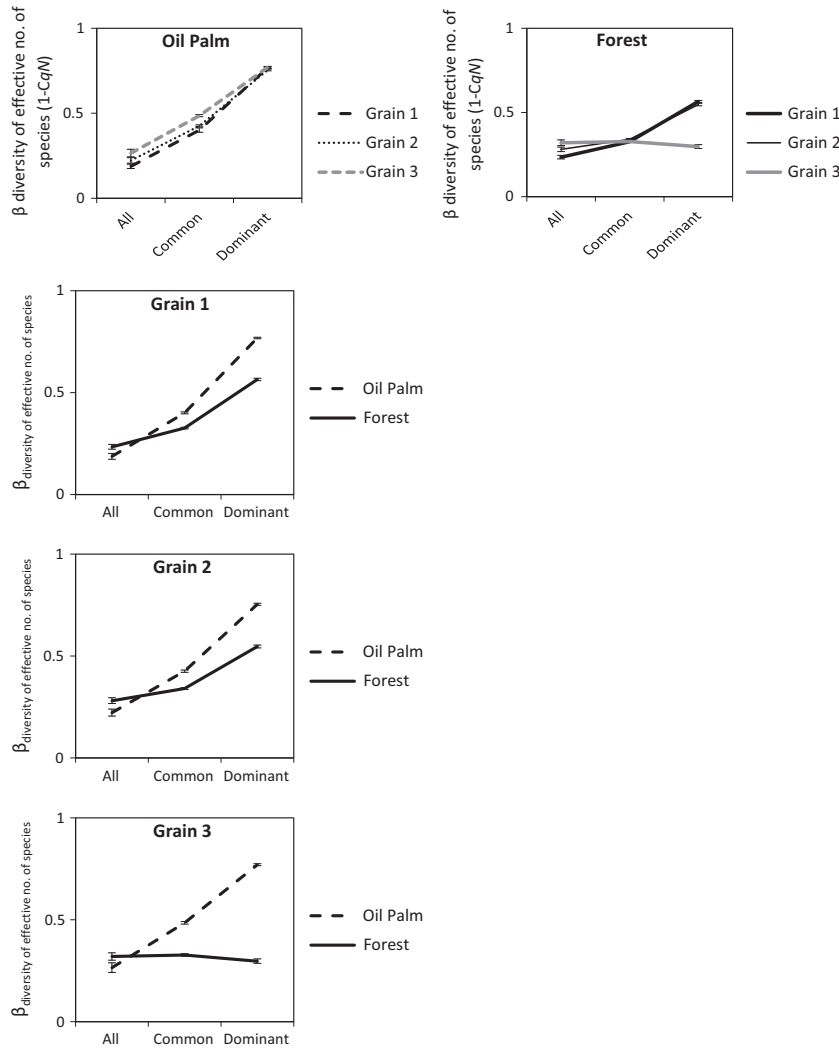 Oil Palm
β diversity of effective no. of
species (1-CqN)
1
0.5
0
All
Common
Dominant
Grain 1
Grain 2
Grain 3
Forest
β diversity of effective no. of
species (1-CqN)
1
0.5
0
All
Common
Dominant
Grain 1
Grain 2
Grain 3
Grain 1
β diversity of effective no. of species
1
0.5
0
All Common Dominant
Oil Palm
Forest
Grain 2
β diversity of effective no. of species
1
0.5
0
All Common Dominant
Oil Palm
Forest
Grain 3
β diversity of effective no. of species
1
0.5
0
All Common Dominant
Oil Palm
Forest